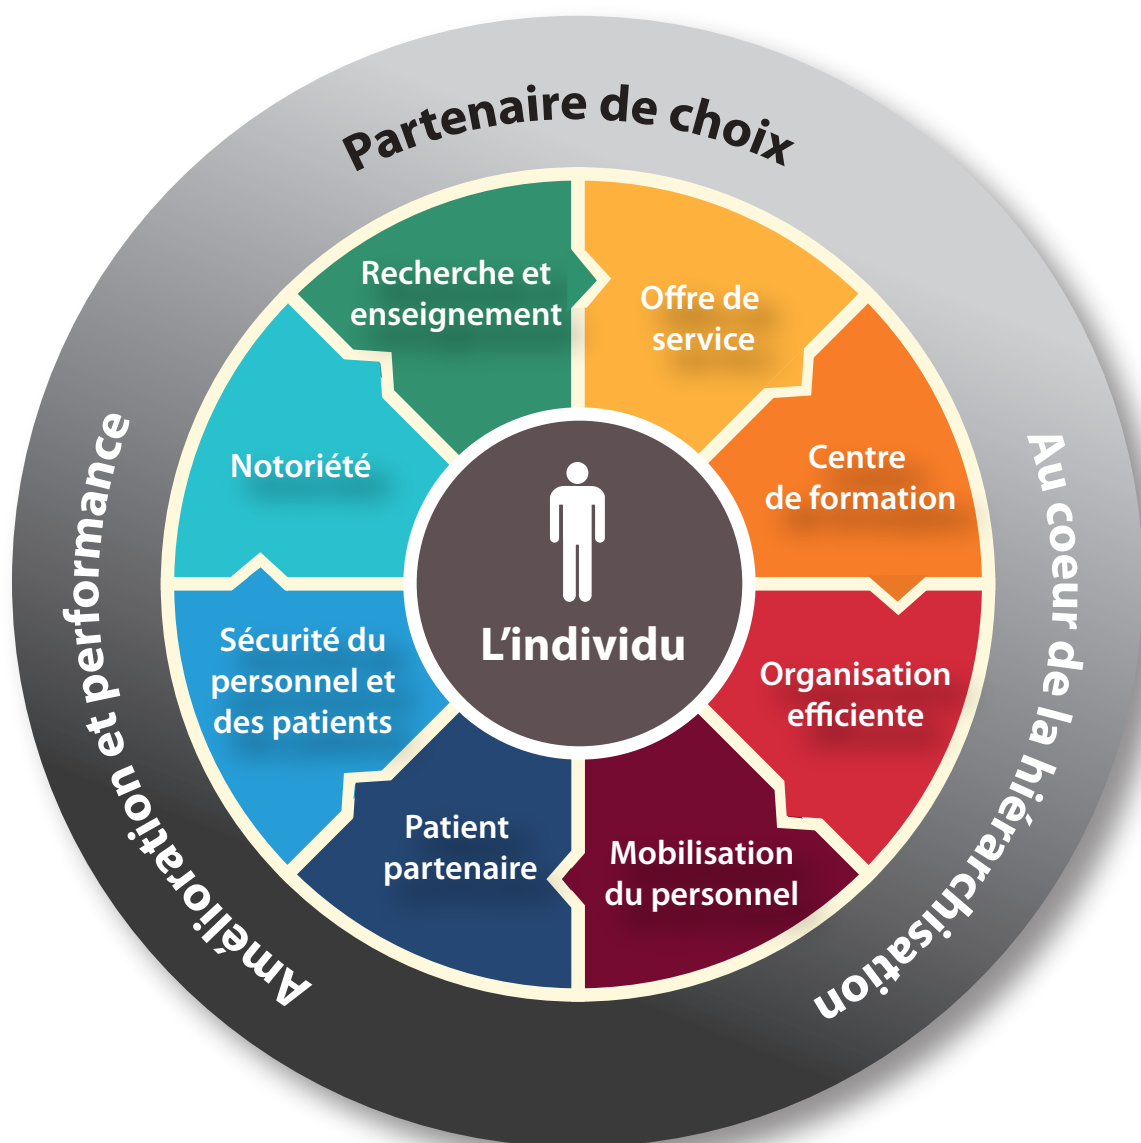 Partenaire de choix
Au coeur de la hiérarchisation
Amélioration et performance
Offre de
service
Centre
de formation
Organisation
efficiente
Mobilisation
du personnel
Patient
partenaire
Sécurité du
personnel et
des patients
Notoriété
Recherche et
enseignement
L'individu